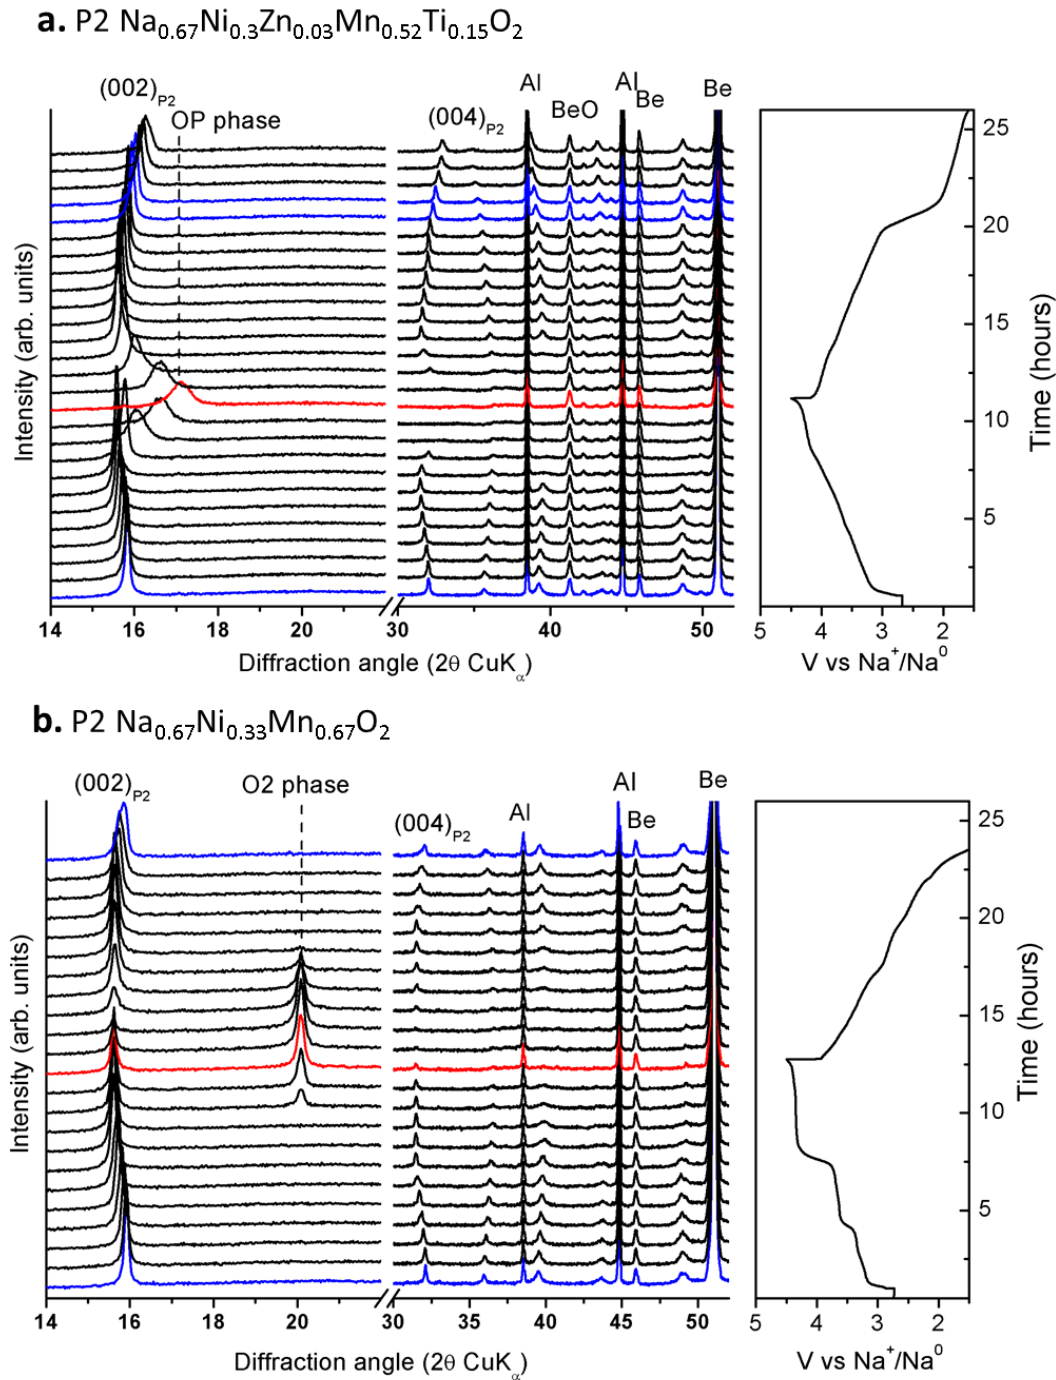 a. P2 Na0.67Ni0.3Zn0.03Mn0.52Ti0.15O2
(002)P2
OP phase
(004)P2
Al
BeO
Al
Be
Be
Intensity (arb. units)
14 16 18 20 30 40 50
Diffraction angle (2θ CuKα)
25
20
15
10
5
Time (hours)
5 4 3 2
V vs Na+/Na0
b. P2 Na0.67Ni0.33Mn0.67O2
(002)P2
O2 phase
(004)P2
Al
Al
Be
Be
Intensity (arb. units)
14 16 18 20 30 35 40 45 50
Diffraction angle (2θ CuKα)
25
20
15
10
5
Time (hours)
5 4 3 2
V vs Na+/Na0